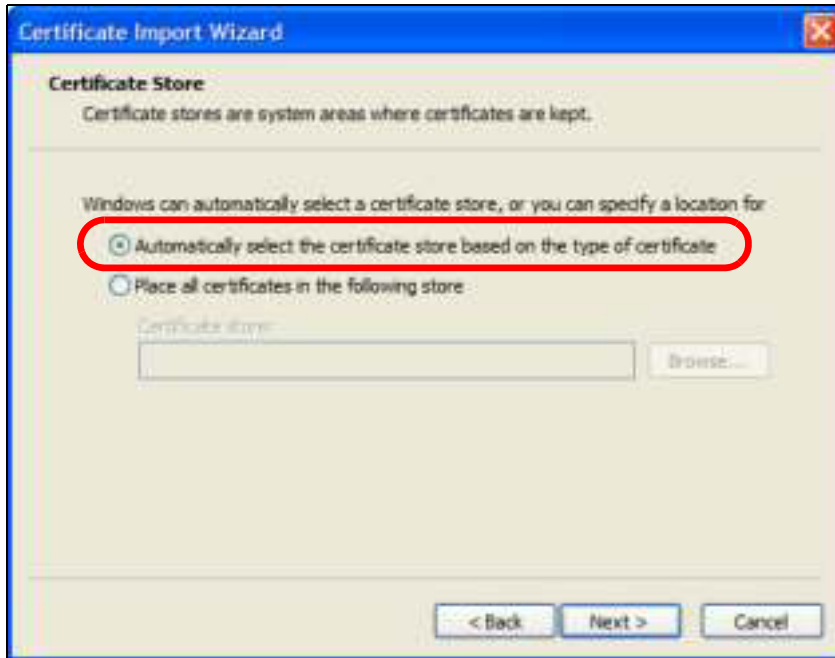 Certificate Import Wizard
Certificate Store
Certificate stores are system areas where certificates are kept.
Windows can automatically select a certificate store, or you can specify a location for
Automatically select the certificate store based on the type of certificate
Place all certificates in the following store
Certificate store:
Browse...
< Back
Next >
Cancel